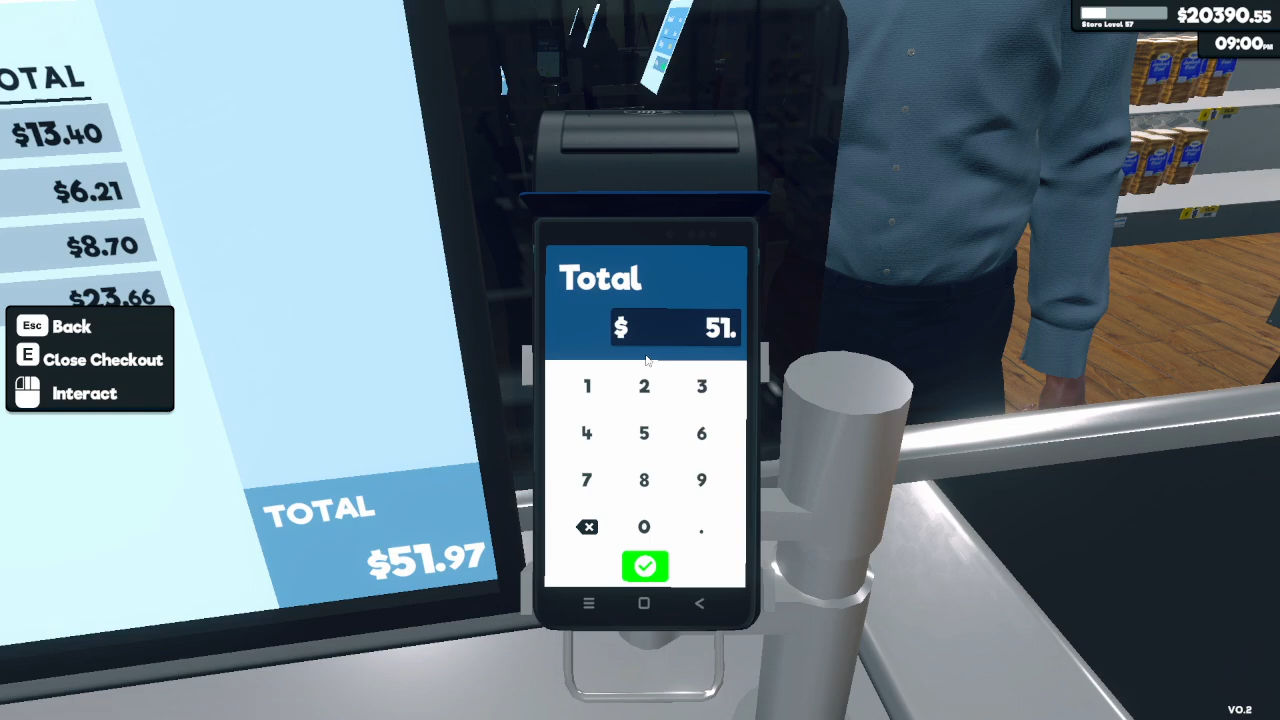 OTAL
$13.40
$6.21
$8.70
$23.66
TOTAL
$51.97
Esc Back
E Close Checkout
Interact
Total
$ 51.
1 2 3
4 5 6
7 8 9
0 .
Store Level 57
$20390.55
09:00PM
V0.2